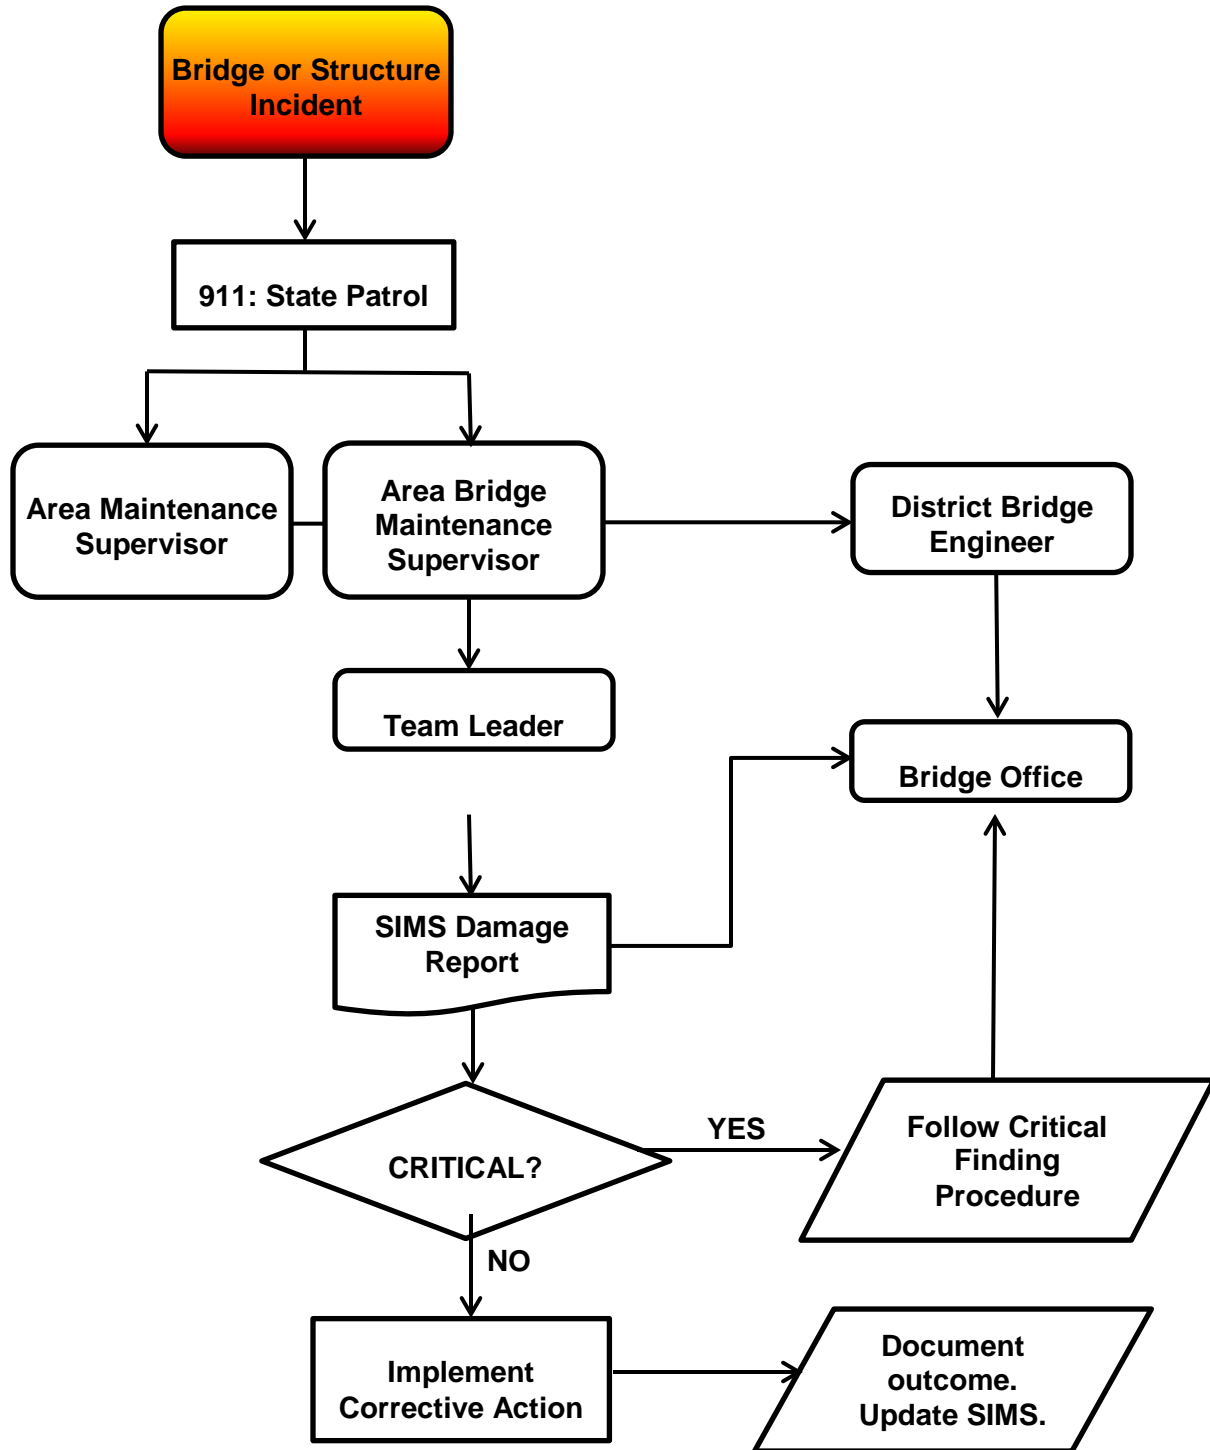 Bridge or Structure
Incident
911: State Patrol
Area Maintenance
Supervisor
Area Bridge
Maintenance
Supervisor
District Bridge
Engineer
Team Leader
Bridge Office
SIMS Damage
Report
CRITICAL?
YES
Follow Critical
Finding
Procedure
NO
Implement
Corrective Action
Document
outcome.
Update SIMS.